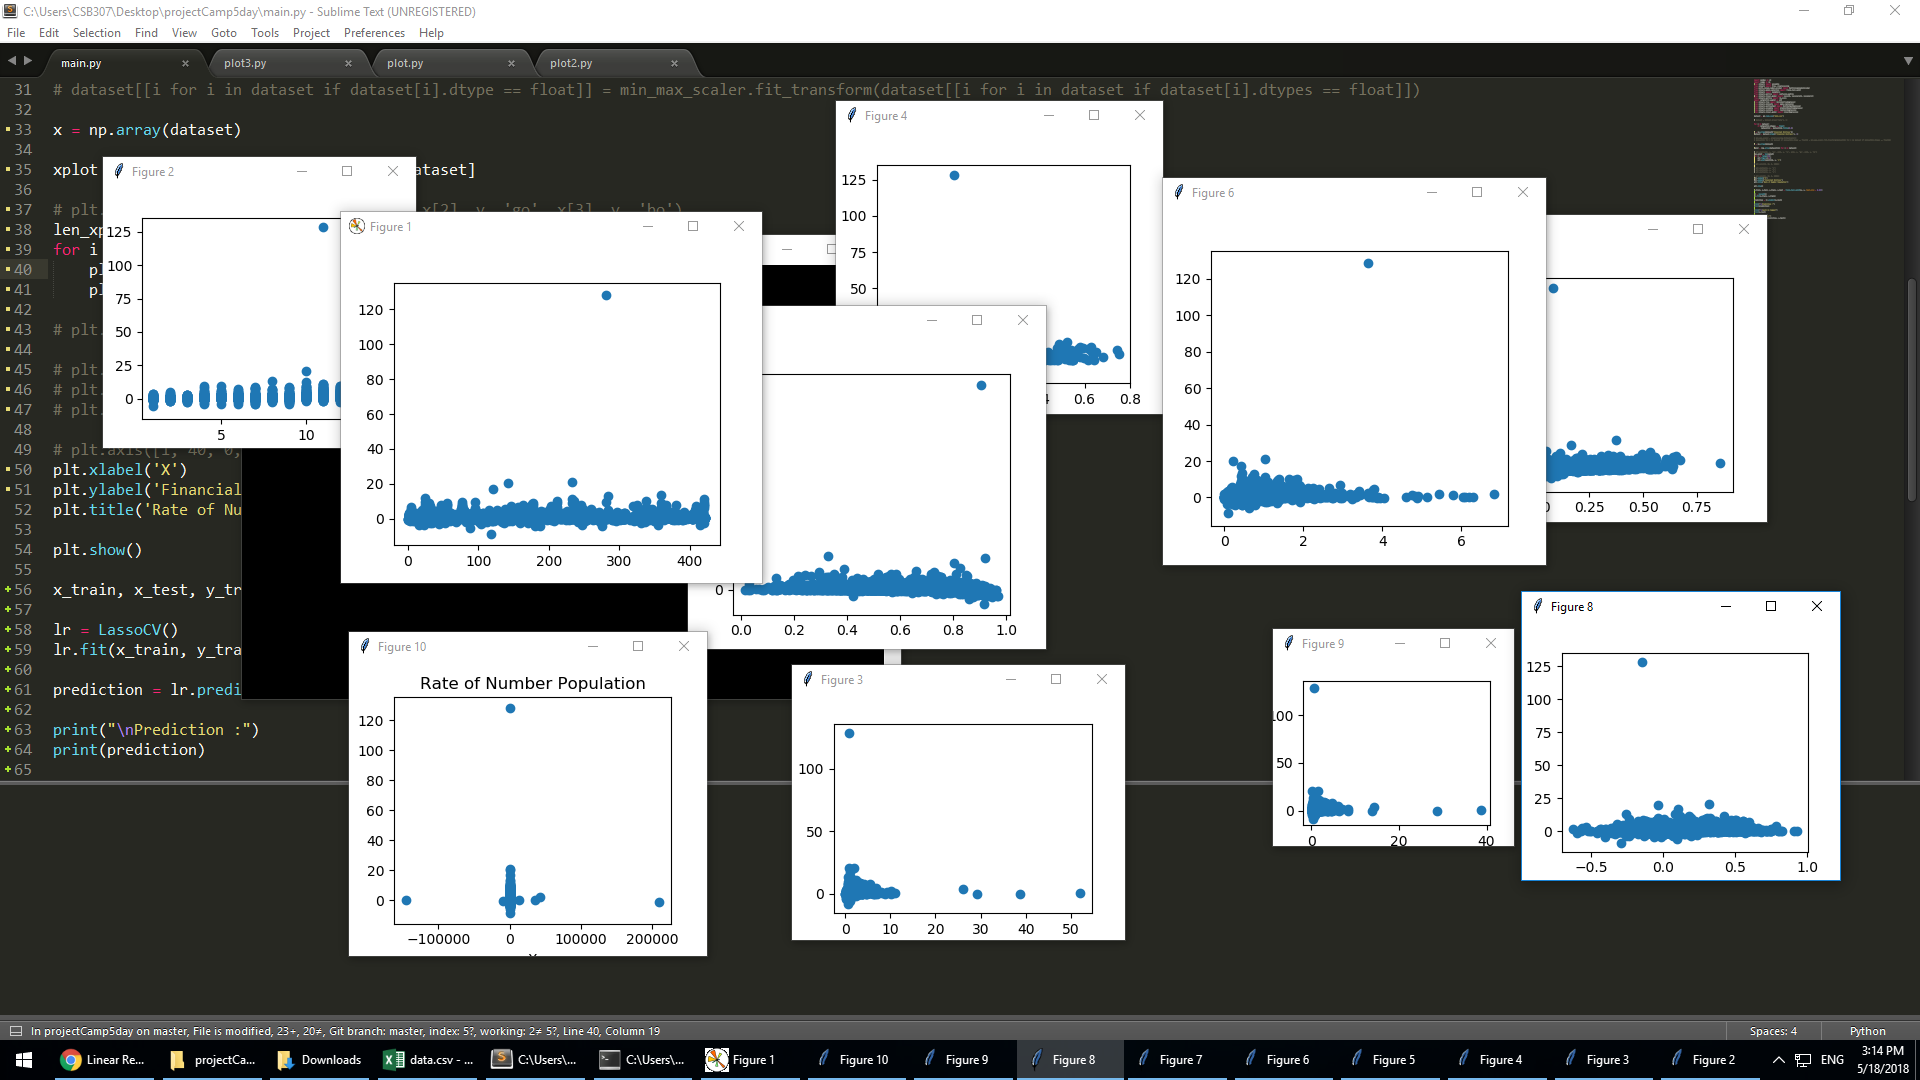 C:\Users\CSB307\Desktop\projectCamp5day\main.py - Sublime Text (UNREGISTERED)
File Edit Selection Find View Goto Tools Project Preferences Help
main.py plot3.py plot.py plot2.py
31 # dataset[[i for i in dataset if dataset[i].dtype == float]] = min_max_scaler.fit_transform(dataset[[i for i in dataset if dataset[i].dtypes == float]])
32
33 x = np.array(dataset)
34
35 xplot ataset]
36
37 # plt. x[2], y, 'go', x[3], y, 'bo')
38 len_xp
39 for i
40 pl
41 pl
42
43 # plt.
44
45 # plt.
46 # plt.
47 # plt.
48
49 # plt.axis([1, 40, 0,
50 plt.xlabel('X')
51 plt.ylabel('Financial
52 plt.title('Rate of Nu
53
54 plt.show()
55
56 x_train, x_test, y_tr
57
58 lr = LassoCV()
59 lr.fit(x_train, y_tra
60
61 prediction = lr.predi
62
63 print("\nPrediction :")
64 print(prediction)
65
Figure 2
125
100
75
50
25
0
5 10
Figure 1
120
100
80
60
40
20
0
0 100 200 300 400
Figure 4
125
100
75
50
0.6 0.8
0
0.0 0.2 0.4 0.6 0.8 1.0
Figure 6
120
100
80
60
40
20
0
0 2 4 6
0.25 0.50 0.75
Figure 10
Rate of Number Population
120
100
80
60
40
20
0
−100000 0 100000 200000
Figure 3
100
50
0
0 10 20 30 40 50
Figure 9
100
50
0
0 20 40
Figure 8
125
100
75
50
25
0
−0.5 0.0 0.5 1.0
In projectCamp5day on master, File is modified, 23+, 20≠, Git branch: master, index: 5?, working: 2≠ 5?, Line 40, Column 19 Spaces: 4 Python
Linear Re... projectCa... Downloads data.csv - ... C:\Users\... C:\Users\... Figure 1 Figure 10 Figure 9 Figure 8 Figure 7 Figure 6 Figure 5 Figure 4 Figure 3 Figure 2 ENG 3:14 PM
5/18/2018